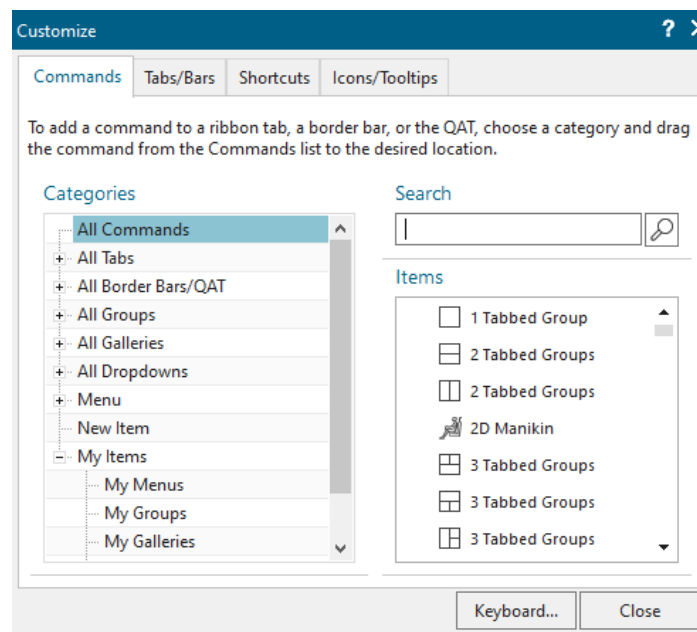 Customize
Commands
Tabs/Bars
Shortcuts
Icons/Tooltips
To add a command to a ribbon tab, a border bar, or the QAT, choose a category and drag
the command from the Commands list to the desired location.
Categories
All Commands
All Tabs
All Border Bars/QAT
All Groups
All Galleries
All Dropdowns
Menu
New Item
My Items
My Menus
My Groups
My Galleries
Search
Items
1 Tabbed Group
2 Tabbed Groups
2 Tabbed Groups
2D Manikin
3 Tabbed Groups
3 Tabbed Groups
3 Tabbed Groups
Keyboard...
Close